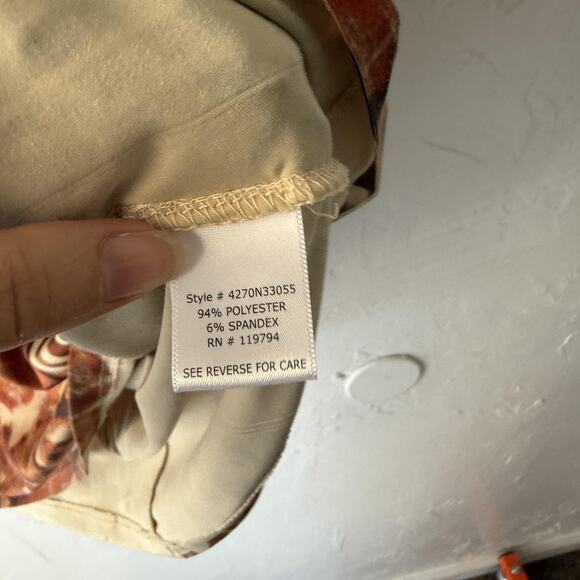 Style # 4270N33055
94% POLYESTER
6% SPANDEX
RN # 119794
SEE REVERSE FOR CARE